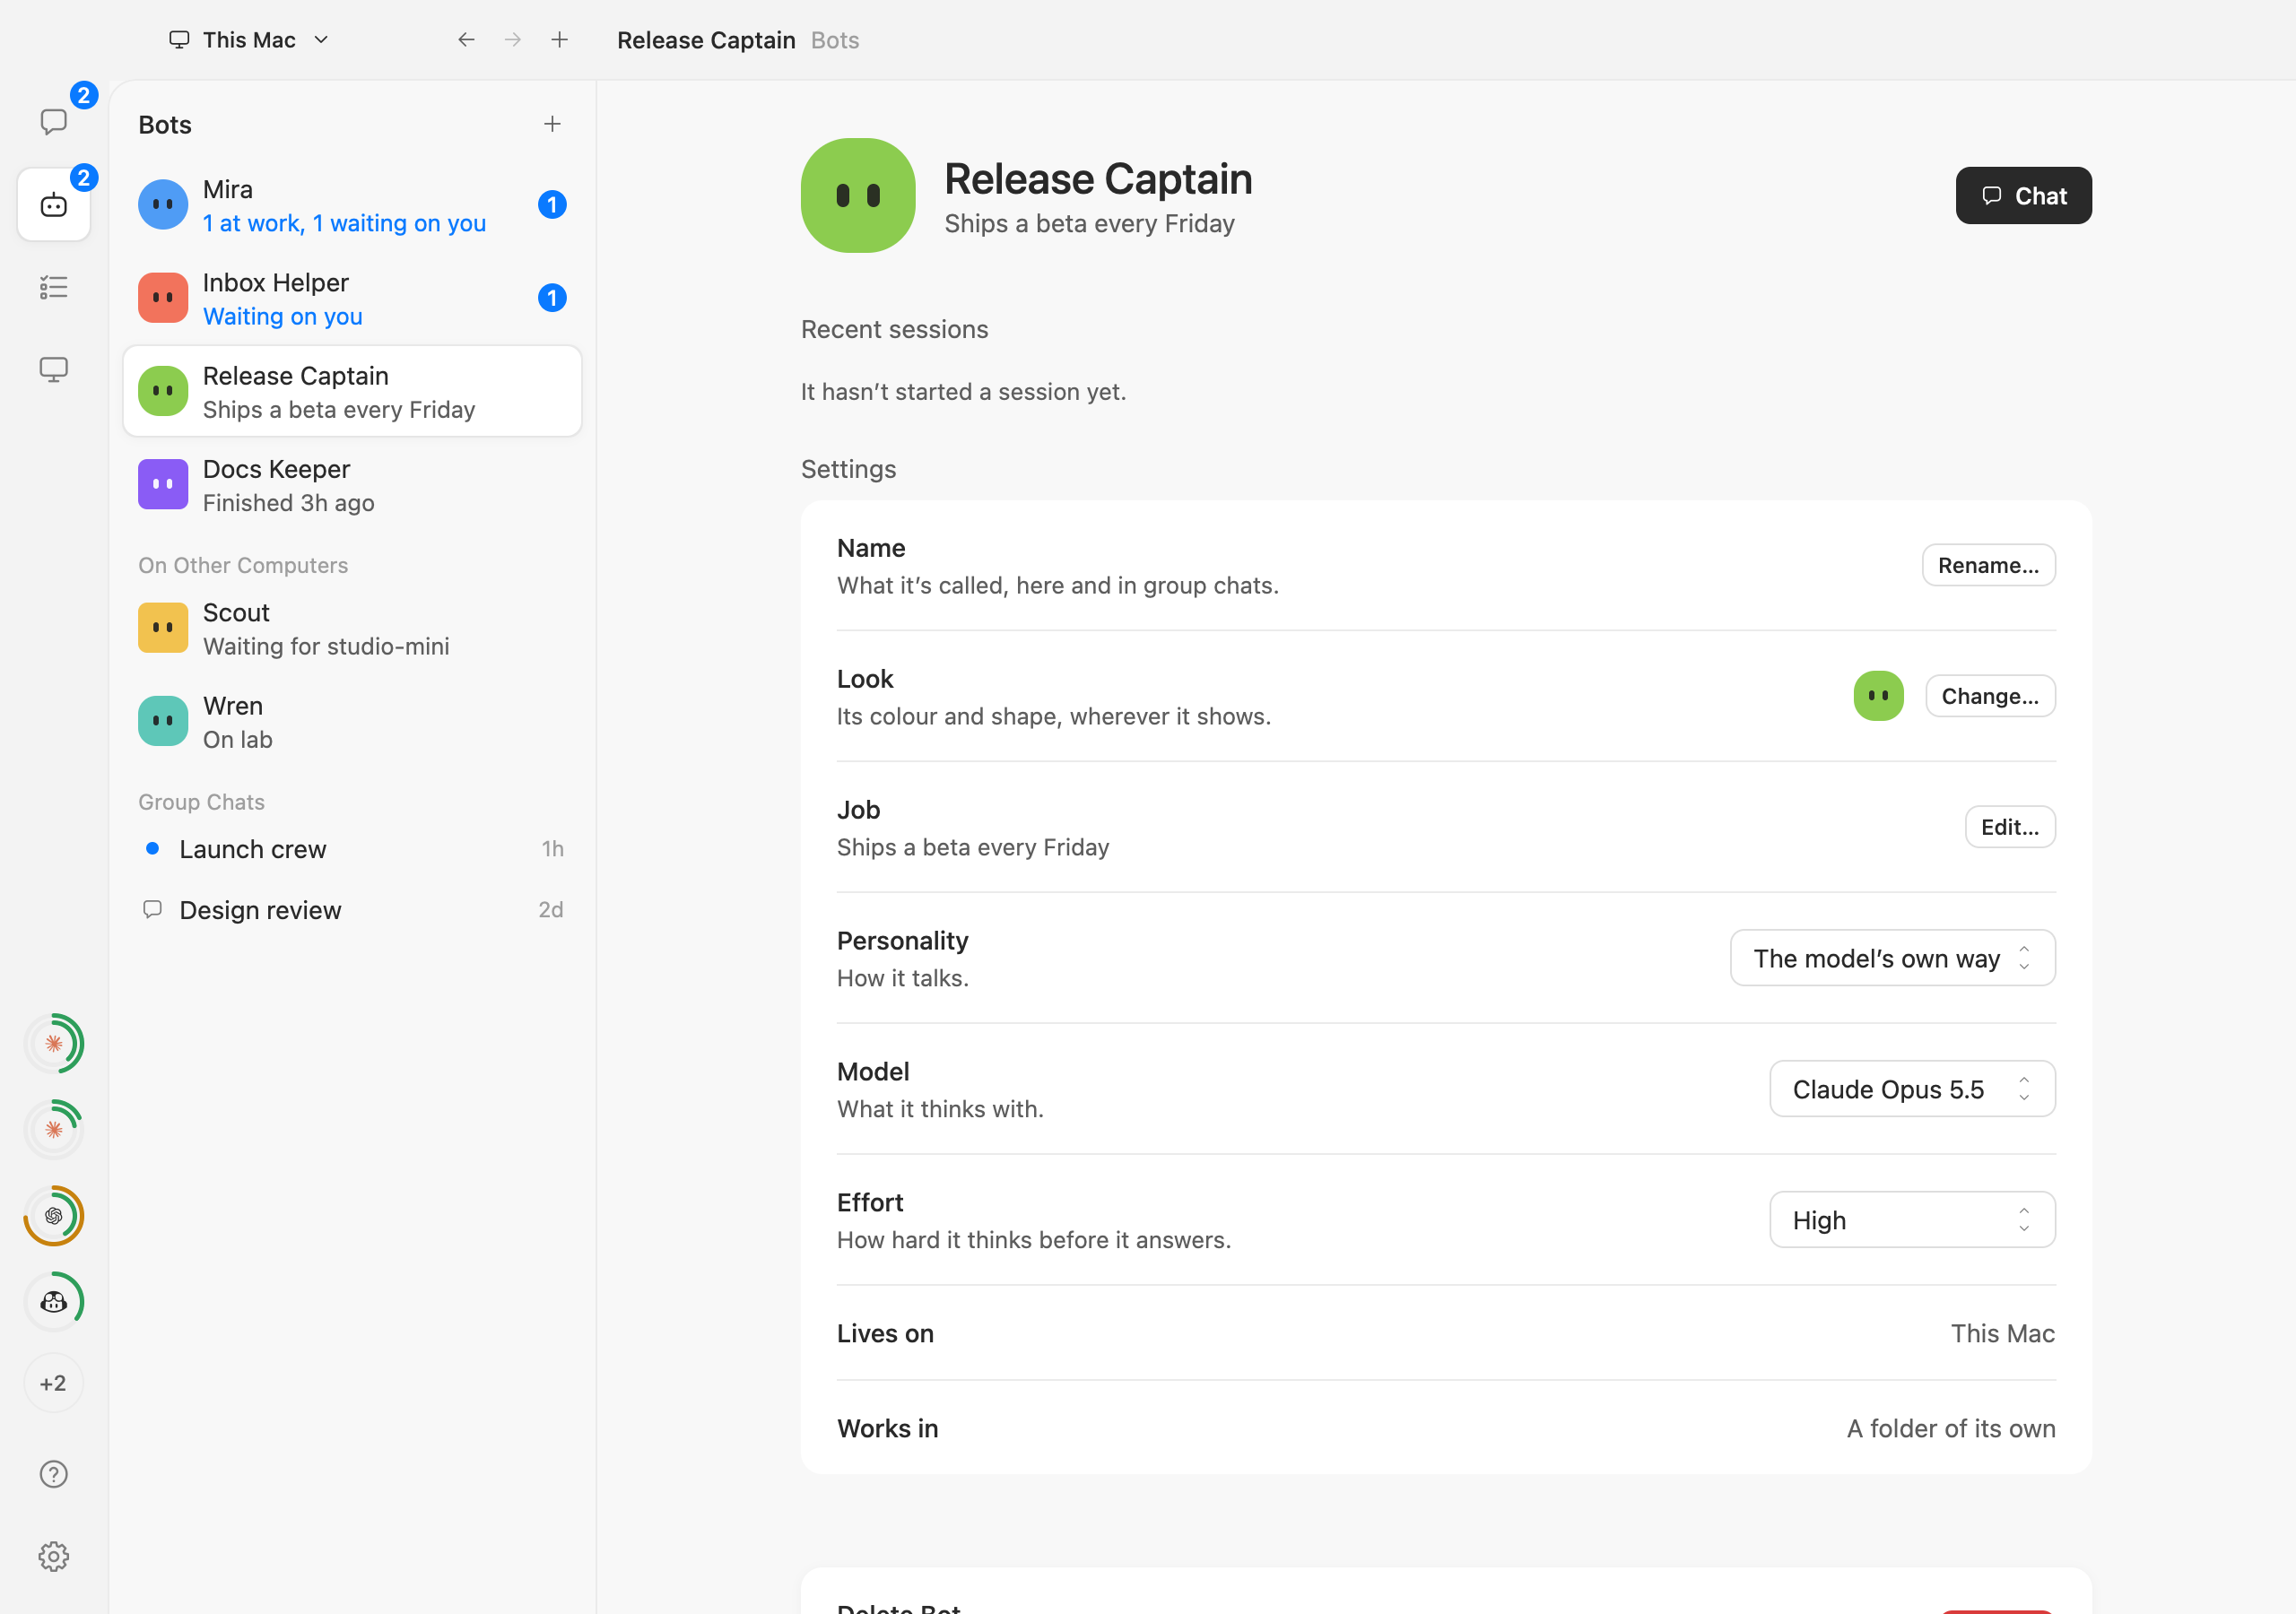 This Mac
Release Captain Bots
2
2
Bots
Mira
1 at work, 1 waiting on you
1
Inbox Helper
Waiting on you
1
Release Captain
Ships a beta every Friday
Docs Keeper
Finished 3h ago
On Other Computers
Scout
Waiting for studio-mini
Wren
On lab
Group Chats
Launch crew 1h
Design review 2d
+2
Release Captain
Ships a beta every Friday
Chat
Recent sessions
It hasn’t started a session yet.
Settings
Name
What it’s called, here and in group chats.
Rename...
Look
Its colour and shape, wherever it shows.
Change...
Job
Ships a beta every Friday
Edit...
Personality
How it talks.
The model’s own way
Model
What it thinks with.
Claude Opus 5.5
Effort
How hard it thinks before it answers.
High
Lives on This Mac
Works in A folder of its own
Delete Bot